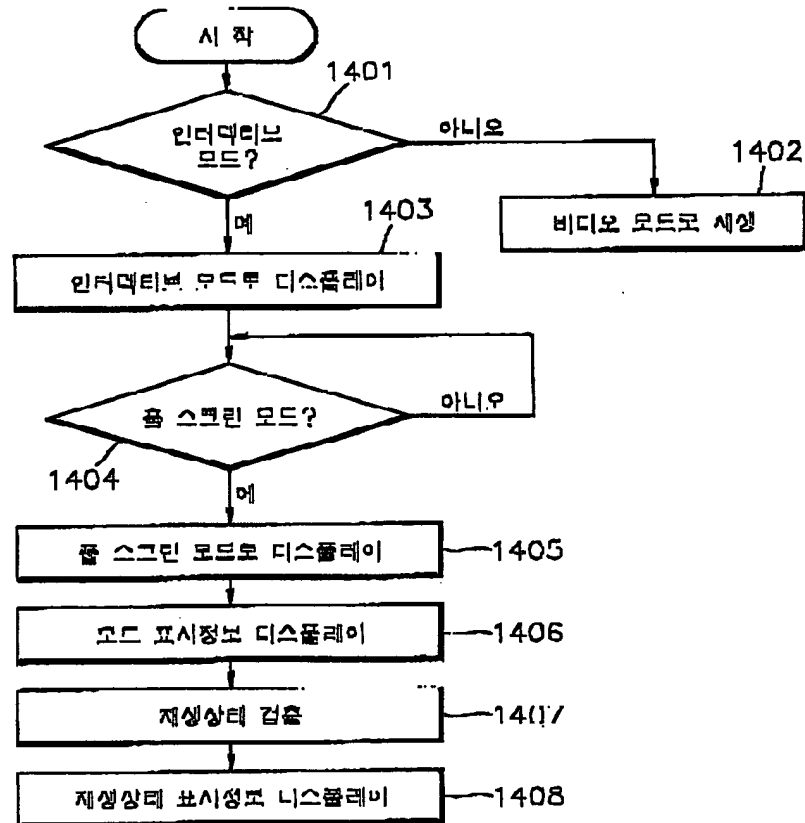 시 작
1401
인터랙티브
모드?
아니오
1402
비디오 모드로 재생
예
1403
인터랙티브 모드로 디스플레이
풀 스크린 모드?
아니오
1404
예
풀 스크린 모드로 디스플레이
1405
모드 표시정보 디스플레이
1406
재생상태 검출
1407
재생상태 표시정보 디스플레이
1408